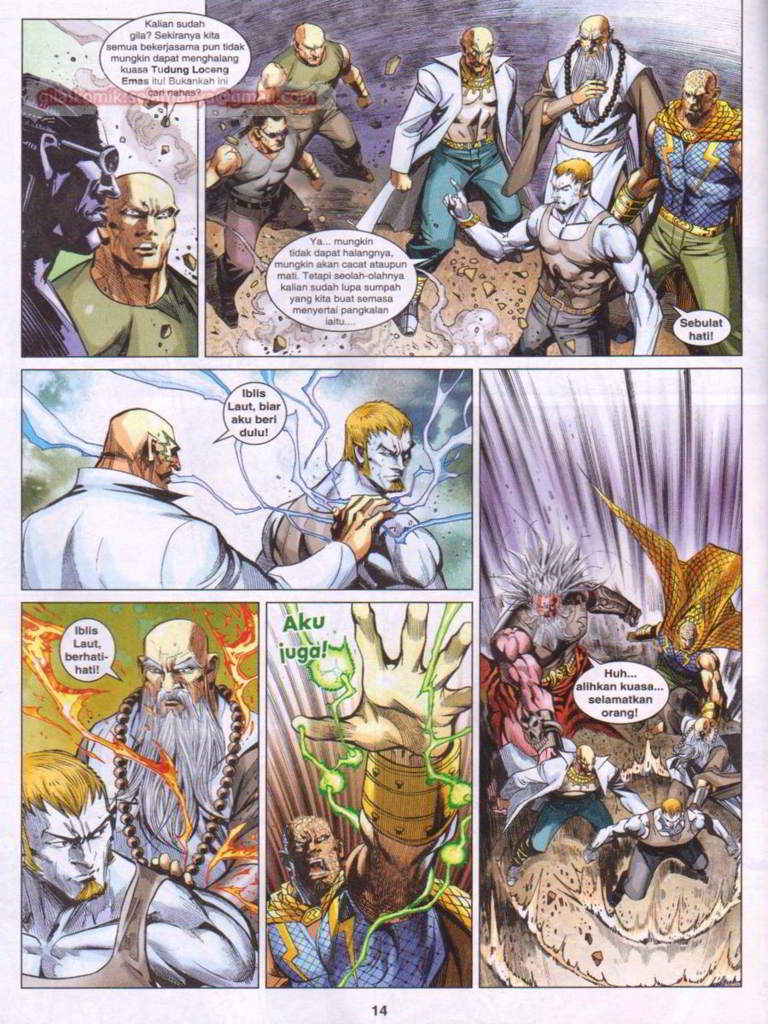 Kalian sudah
gila? Sekiranya kita
semua bekerjasama pun tidak
mungkin dapat menghalang
kuasa Tudung Loceng
Emas itu! Bukankah ini
cari nahas?
Ya... mungkin
tidak dapat halangnya,
mungkin akan cacat ataupun
mati. Tetapi seolah-olahnya
kalian sudah lupa sumpah
yang kita buat semasa
menyertai pangkalan
iaitu....
Sebulat
hati!
Iblis
Laut, biar
aku beri
dulu!
Iblis
Laut,
berhati-
hati!
Aku
juga!
Huh...
alihkan kuasa...
selamatkan
orang!
14